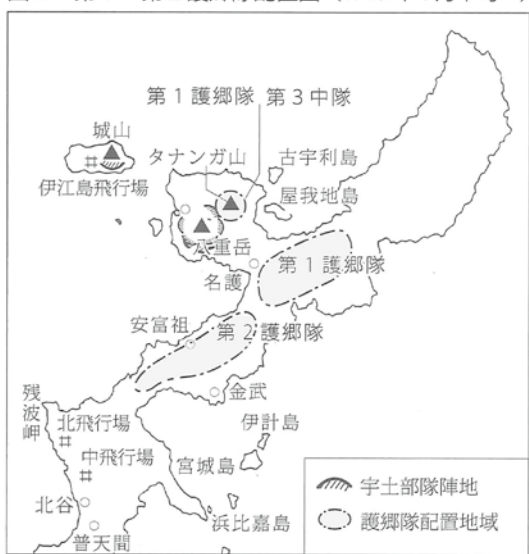 第1護郷隊
第3中隊
城山
タナンガ山
古宇利島
伊江島飛行場
屋我地島
八重岳
名護
第1護郷隊
安富祖
第2護郷隊
残波岬
金武
北飛行場
伊計島
中飛行場
宮城島
北谷
浜比嘉島
普天間
宇土部隊陣地
護郷隊配置地域